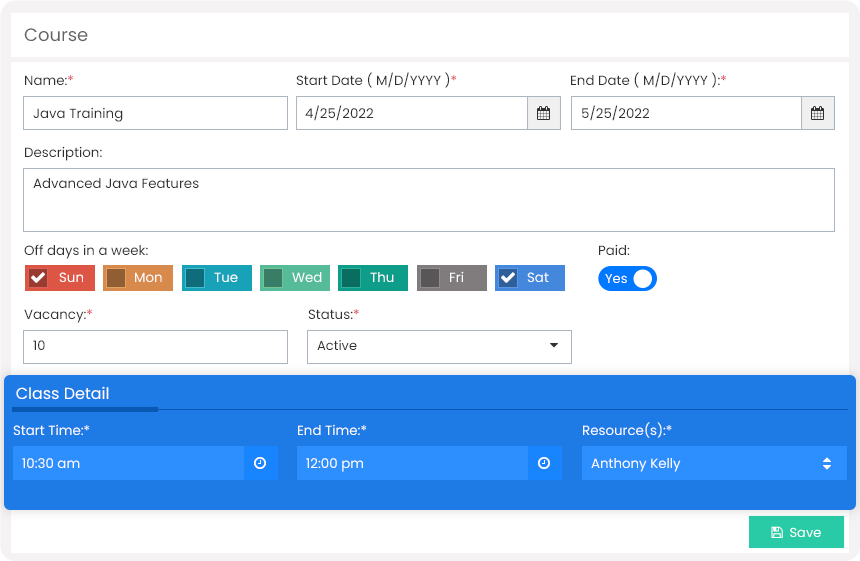 Course
Name:* Start Date ( M/D/YYYY )* End Date ( M/D/YYYY ):*
Java Training 4/25/2022 5/25/2022
Description:
Advanced Java Features
Off days in a week: Paid:
Sun Mon Tue Wed Thu Fri Sat Yes
Vacancy:* Status:*
10 Active
Class Detail
Start Time:* End Time:* Resource(s):*
10:30 am 12:00 pm Anthony Kelly
Save